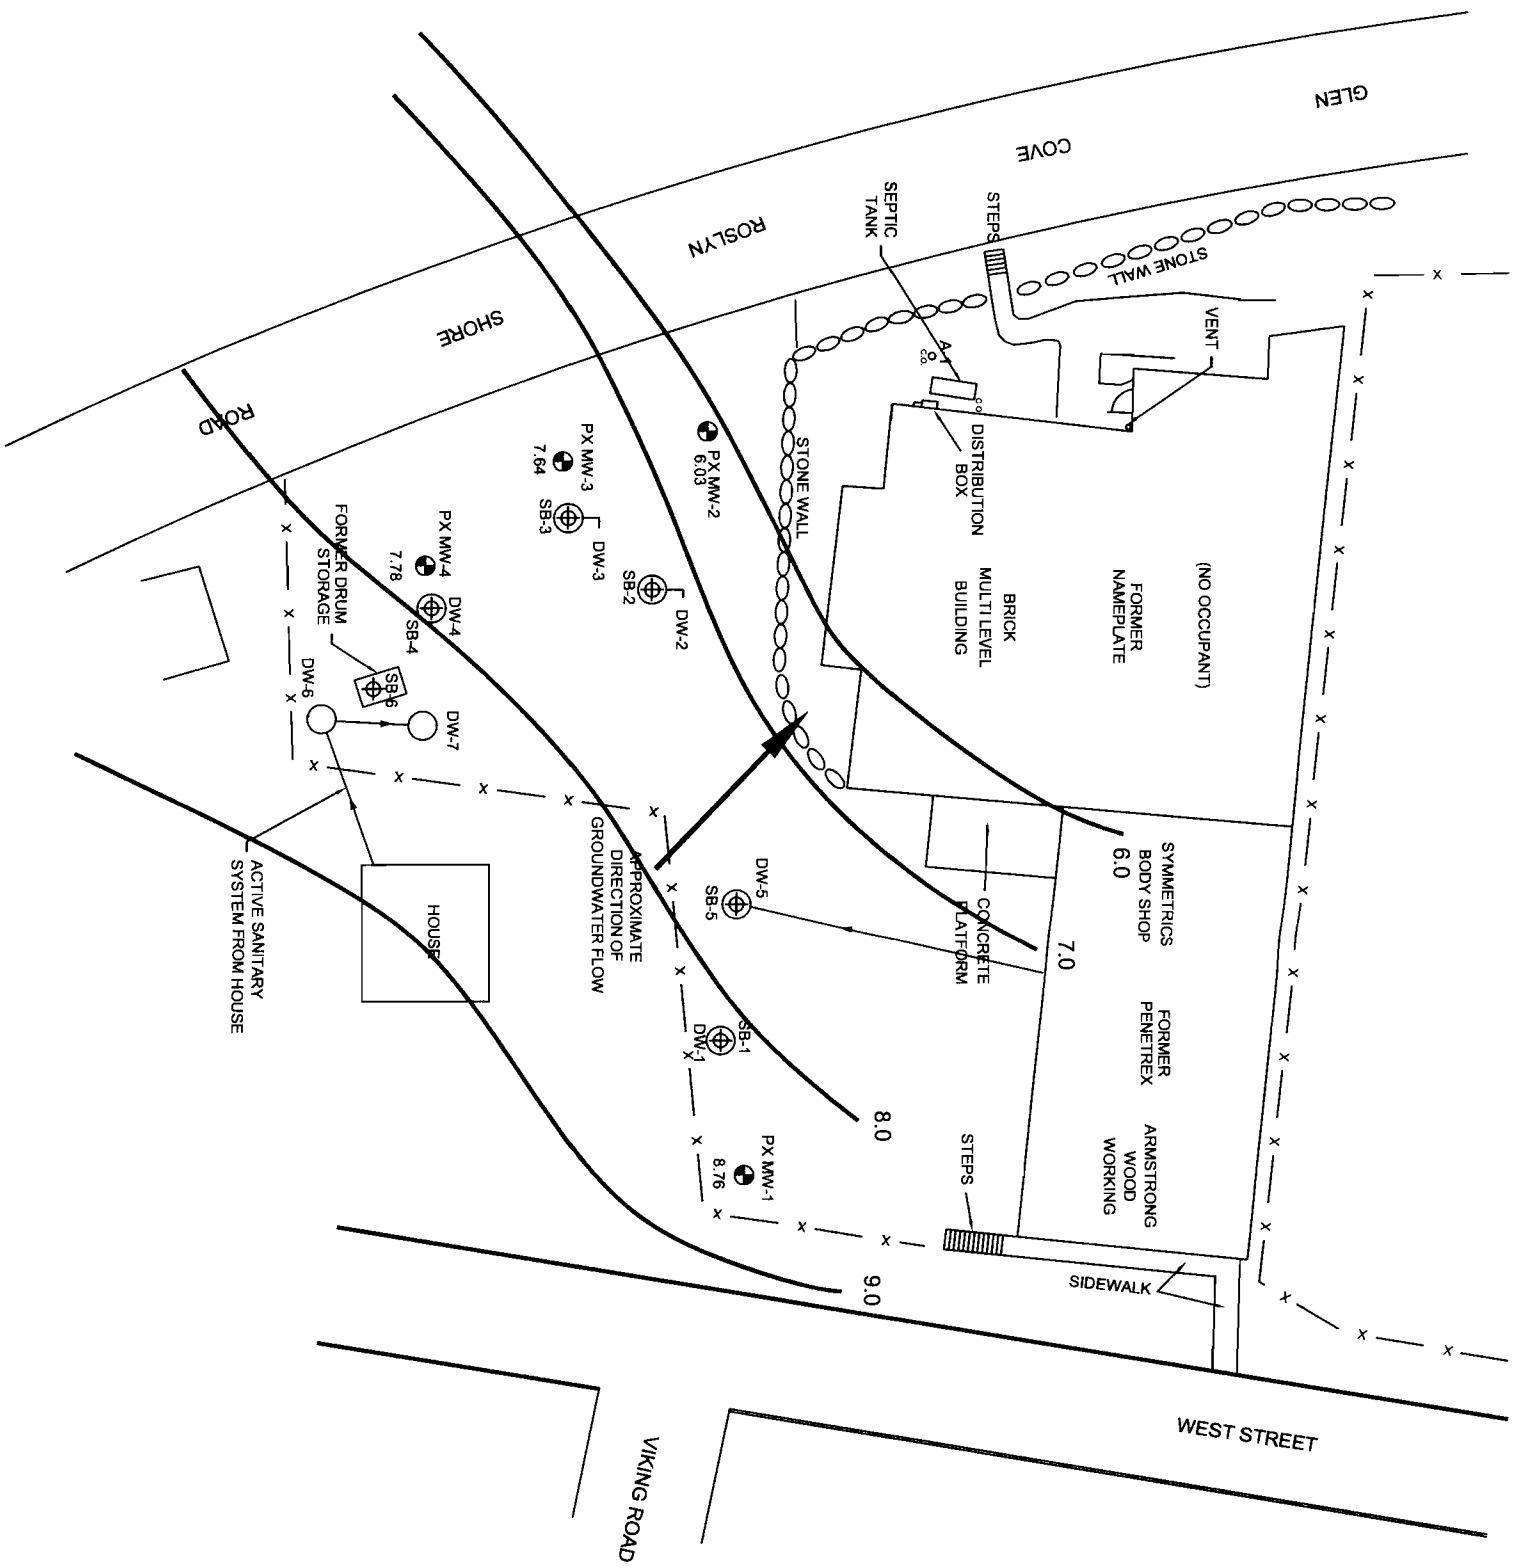 GLEN
COVE
ROSLYN
SHORE
ROAD
STEPS
SEPTIC
TANK
STONE WALL
VENT
A-1
CO.
CO
DISTRIBUTION
BOX
STONE WALL
(NO OCCUPANT)
FORMER
NAMEPLATE
BRICK
MULTI LEVEL
BUILDING
PX MW-2
6.03
PX MW-3
7.64
SB-3
DW-3
SB-2
DW-2
PX MW-4
7.78
DW-4
SB-4
FORMER DRUM
STORAGE
SB-6
DW-6
DW-7
SYMMETRICS
BODY SHOP
6.0
7.0
CONCRETE
PLATFORM
DW-5
SB-5
APPROXIMATE
DIRECTION OF
GROUNDWATER FLOW
HOUSE
ACTIVE SANITARY
SYSTEM FROM HOUSE
FORMER
PENETREX
ARMSTRONG
WOOD
WORKING
SB-1
DW-1
8.0
PX MW-1
8.76
STEPS
SIDEWALK
9.0
WEST STREET
VIKING ROAD